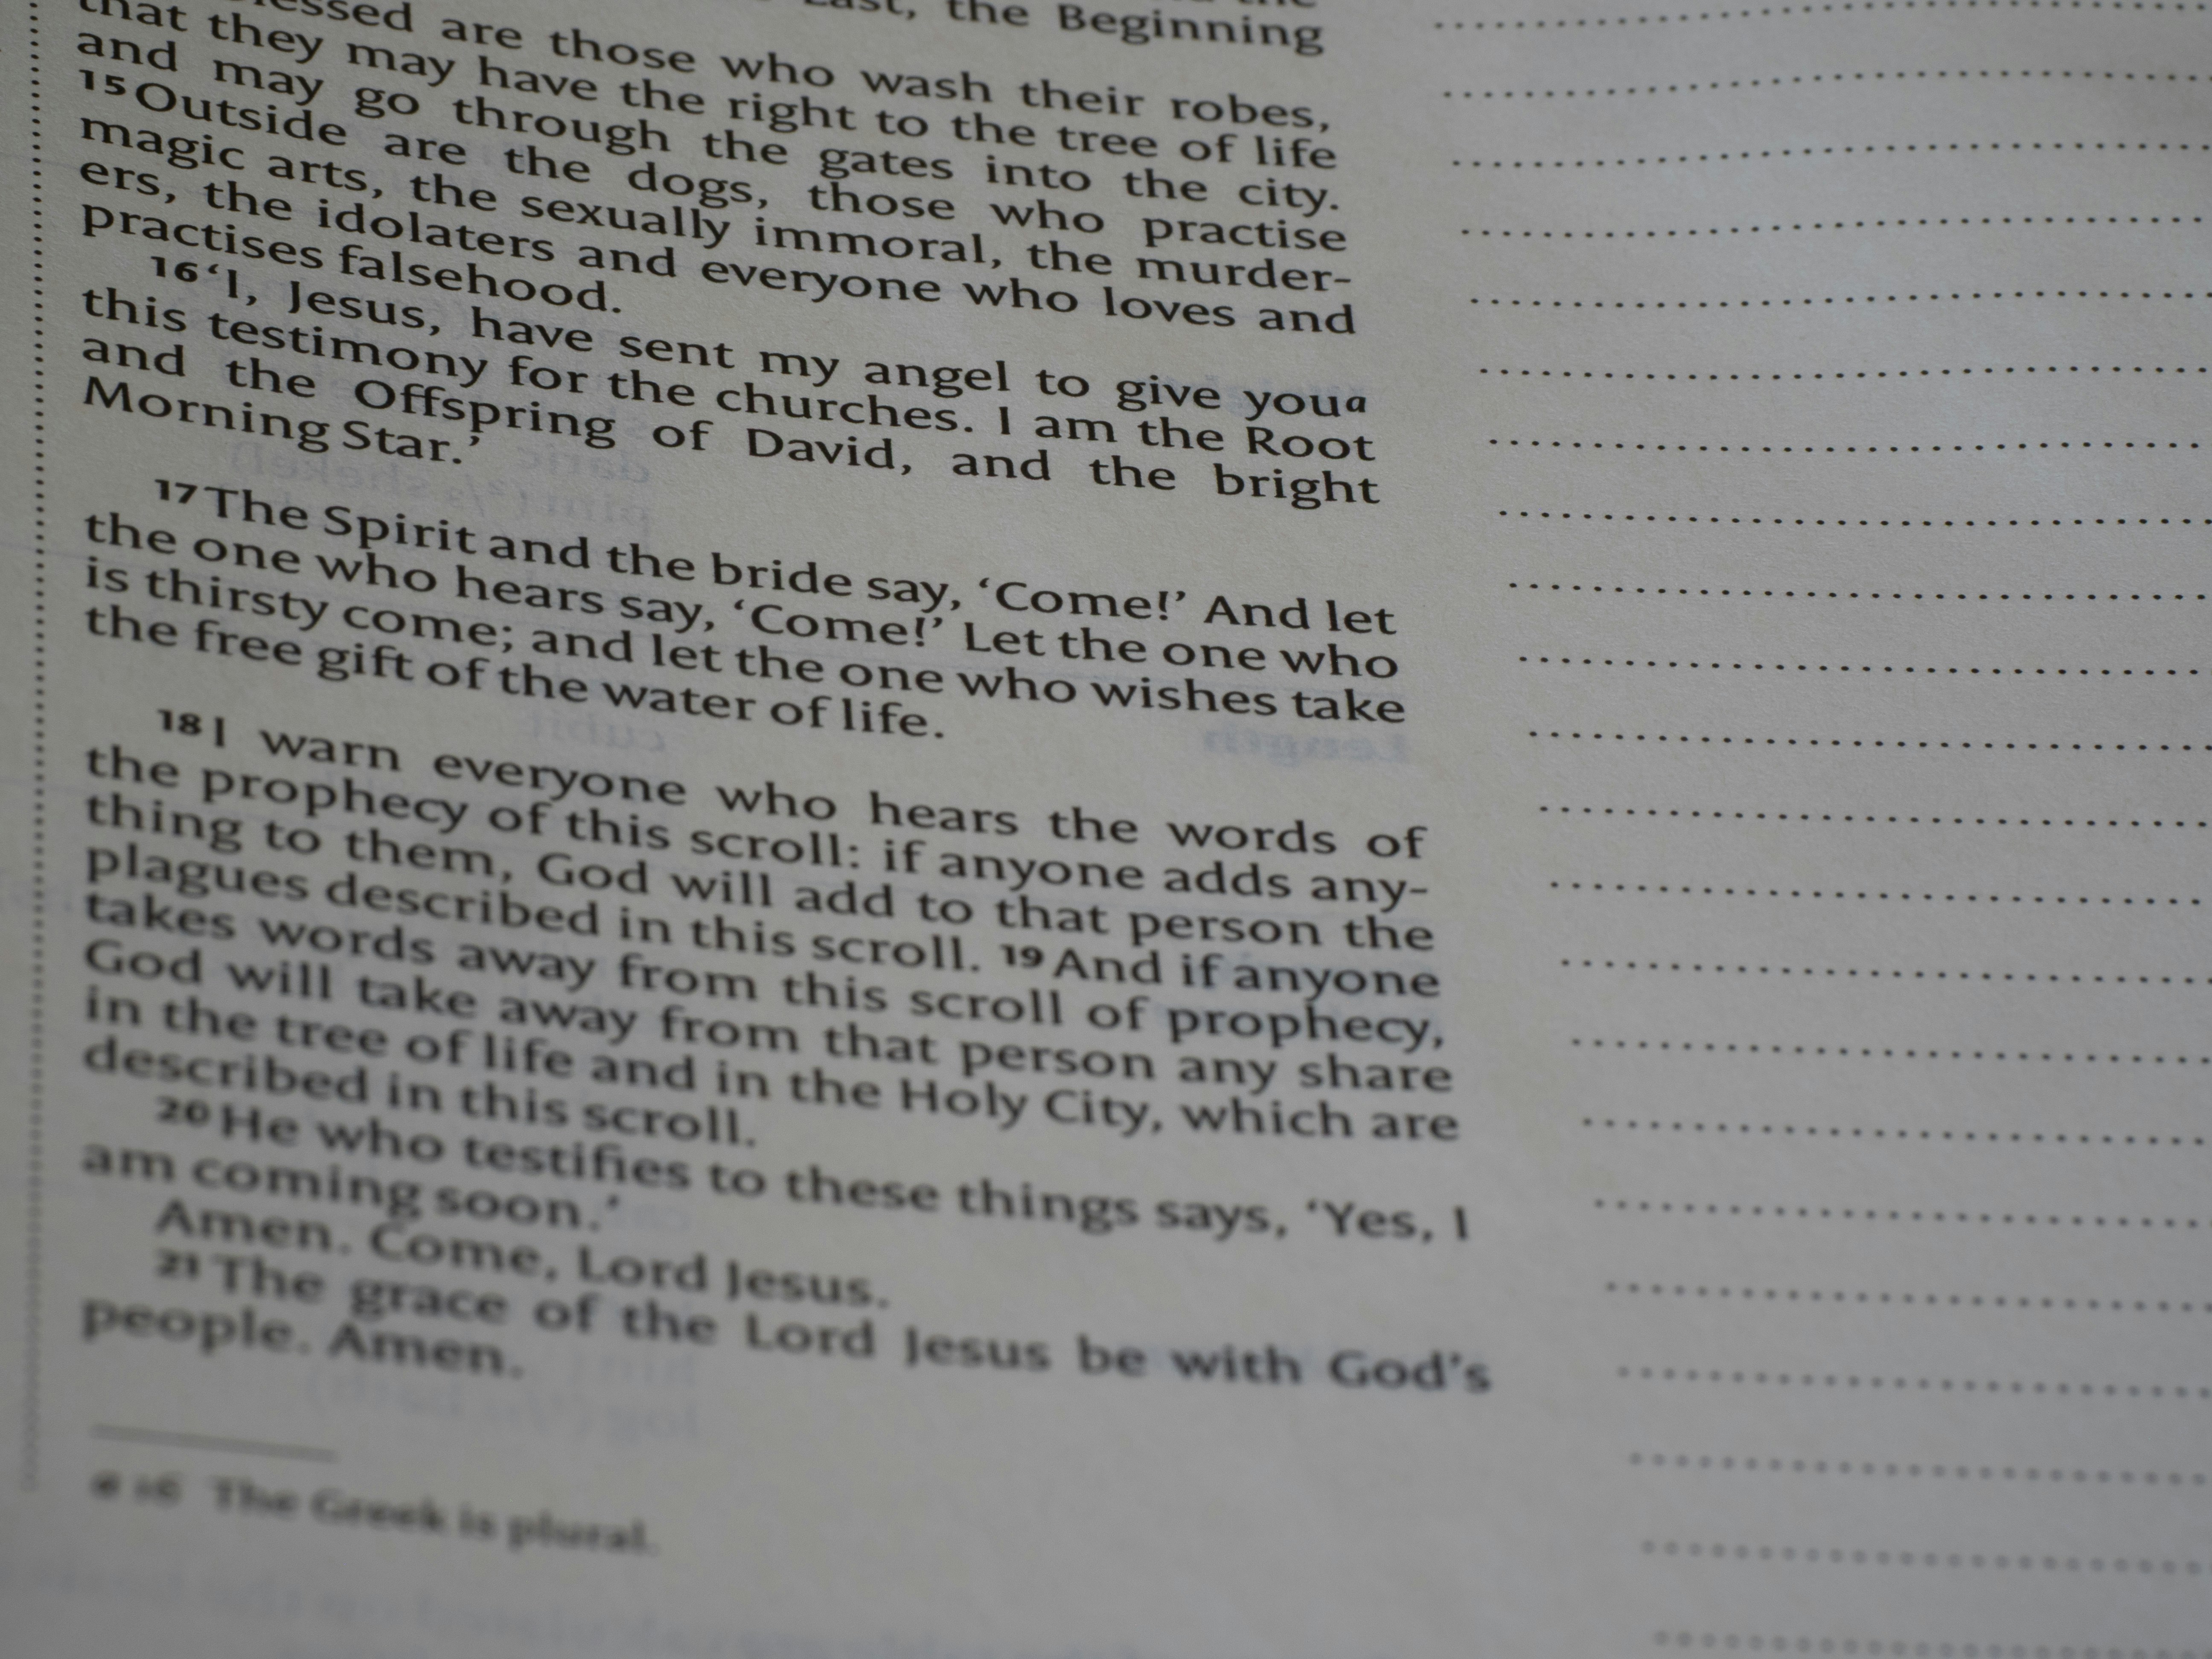 the Beginning
are those who wash their robes,
that they may have the right to the tree of life
and may go through the gates into the city.
15 Outside are the dogs, those who practise
magic arts, the sexually immoral, the murder-
ers, the idolaters and everyone who loves and
practises falsehood.
16 ‘I, Jesus, have sent my angel to give you a
this testimony for the churches. I am the Root
and the Offspring of David, and the bright
Morning Star.’
17 The Spirit and the bride say, ‘Come!’ And let
the one who hears say, ‘Come!’ Let the one who
is thirsty come; and let the one who wishes take
the free gift of the water of life.
18 I warn everyone who hears the words of
the prophecy of this scroll: if anyone adds any-
thing to them, God will add to that person the
plagues described in this scroll. 19 And if anyone
takes words away from this scroll of prophecy,
God will take away from that person any share
in the tree of life and in the Holy City, which are
described in this scroll.
20 He who testifies to these things says, ‘Yes, I
am coming soon.’
Amen. Come, Lord Jesus.
21 The grace of the Lord Jesus be with God’s
people. Amen.
a 16 The Greek is plural.